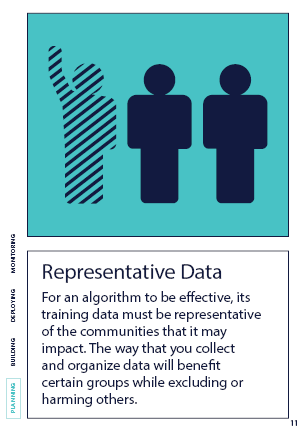 Representative Data
For an algorithm to be effective, its
training data must be representative
of the communities that it may
impact. The way that you collect
and organize data will benefit
certain groups while excluding or
harming others.
MONITORING
DEPLOYING
BUILDING
PLANNING
11